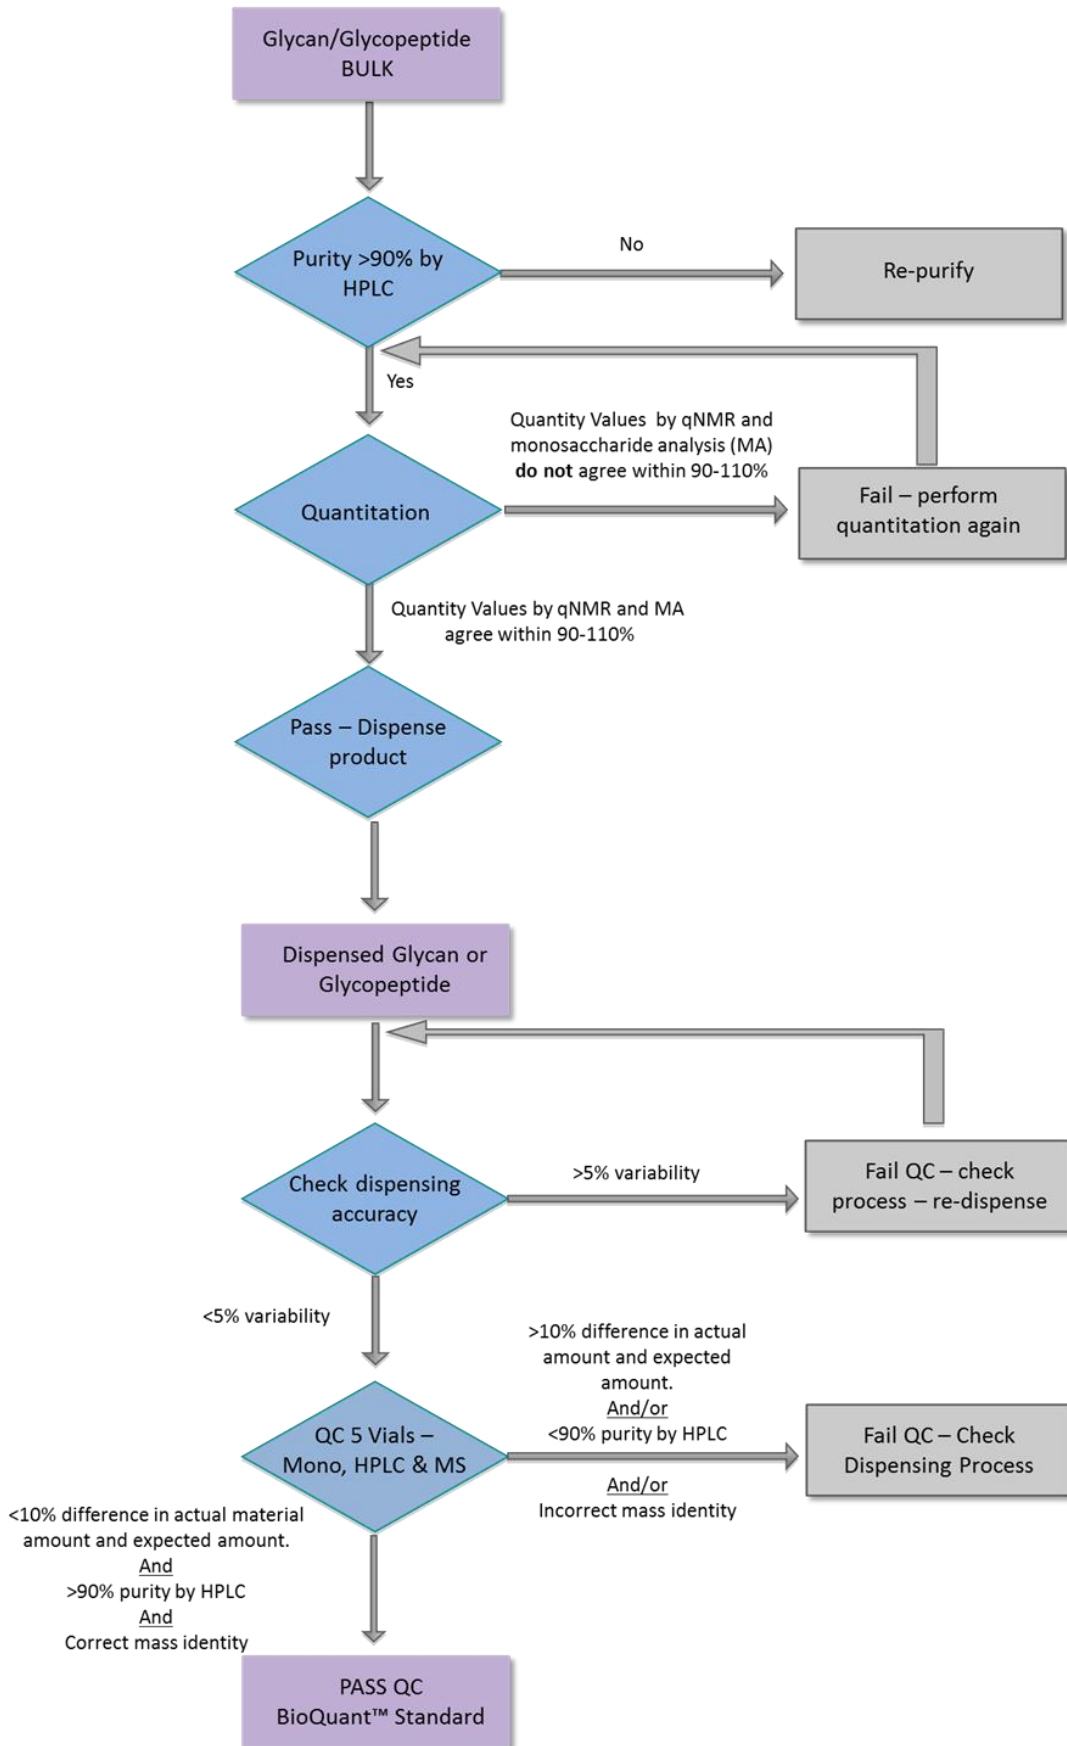 Glycan/Glycopeptide
BULK
Purity >90% by
HPLC
No
Re-purify
Yes
Quantity Values by qNMR and
monosaccharide analysis (MA)
do not agree within 90-110%
Quantitation
Fail – perform
quantitation again
Quantity Values by qNMR and MA
agree within 90-110%
Pass – Dispense
product
Dispensed Glycan or
Glycopeptide
Check dispensing
accuracy
>5% variability
Fail QC – check
process – re-dispense
<5% variability
>10% difference in actual
amount and expected
amount.
And/or
<90% purity by HPLC
And/or
Incorrect mass identity
QC 5 Vials –
Mono, HPLC & MS
Fail QC – Check
Dispensing Process
<10% difference in actual material
amount and expected amount.
And
>90% purity by HPLC
And
Correct mass identity
PASS QC
BioQuant™ Standard